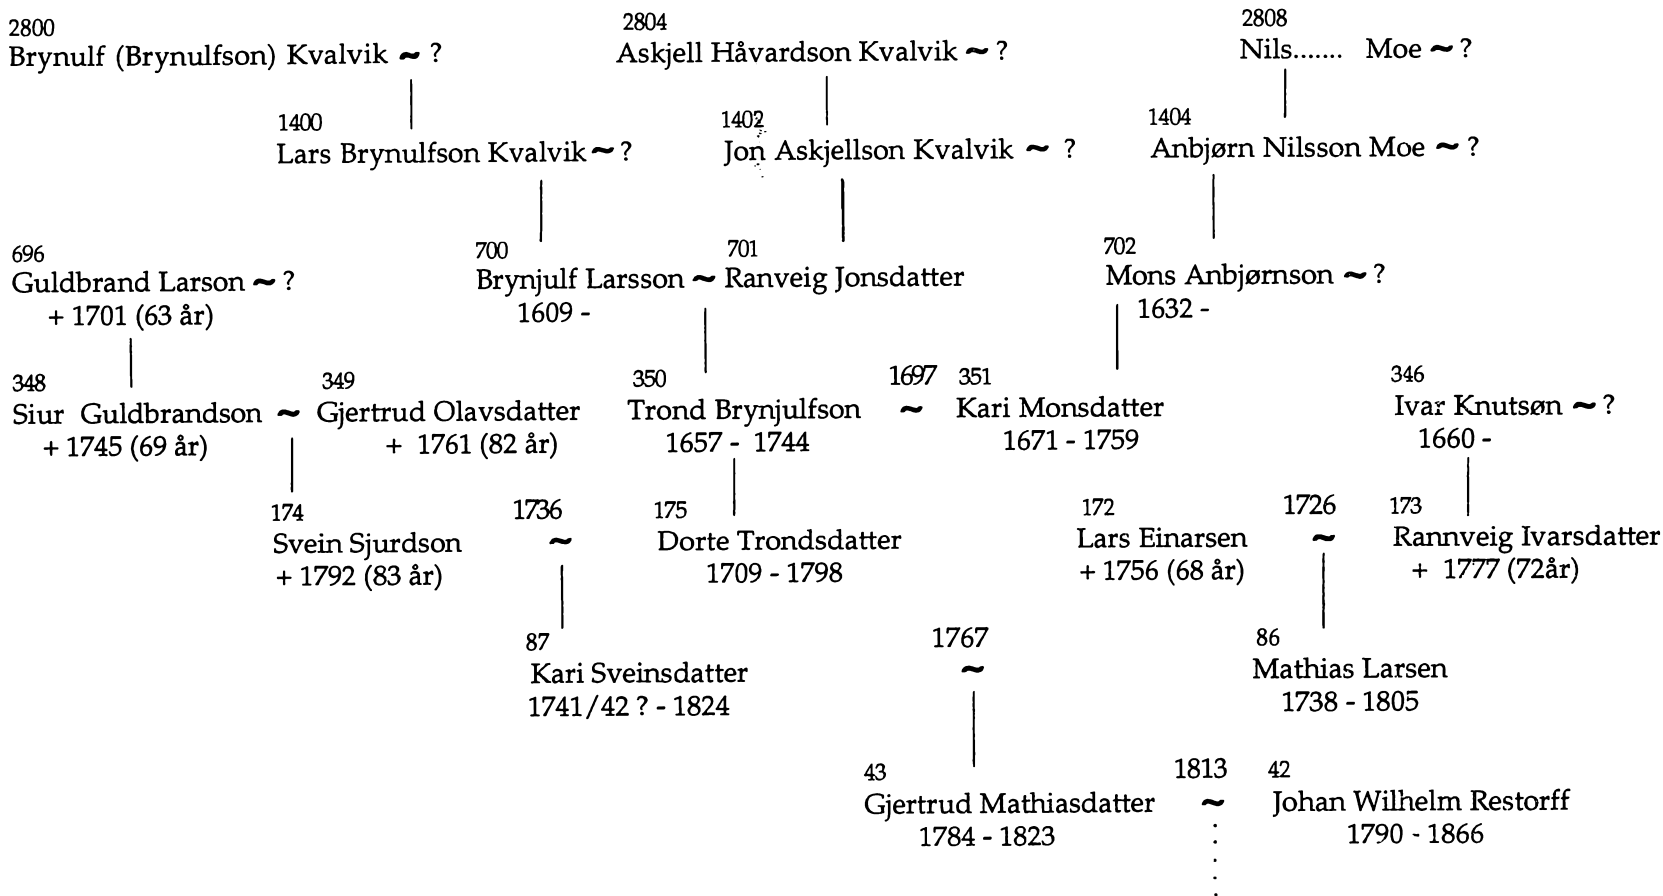 2800 2804 2808
Brynulf (Brynulfson) Kvalvik ~ ? Askjell Håvardson Kvalvik ~ ? Nils....... Moe ~ ?
1400 1402 1404
Lars Brynulfson Kvalvik ~ ? Jon Askjellson Kvalvik ~ ? Anbjørn Nilsson Moe ~ ?
696 700 701 702
Guldbrand Larson ~ ? Brynjulf Larsson ~ Ranveig Jonsdatter Mons Anbjørnson ~ ?
+ 1701 (63 år) 1609 - 1632 -
348 349 350 1697 351 346
Siur Guldbrandson ~ Gjertrud Olavsdatter Trond Brynjulfson ~ Kari Monsdatter Ivar Knutsøn ~ ?
+ 1745 (69 år) + 1761 (82 år) 1657 - 1744 1671 - 1759 1660 -
174 1736 175 172 1726 173
Svein Sjurdson ~ Dorte Trondsdatter Lars Einarsen ~ Rannveig Ivarsdatter
+ 1792 (83 år) 1709 - 1798 + 1756 (68 år) + 1777 (72år)
87 1767 86
Kari Sveinsdatter ~ Mathias Larsen
1741/42 ? - 1824 1738 - 1805
43 1813 42
Gjertrud Mathiasdatter ~ Johan Wilhelm Restorff
1784 - 1823 1790 - 1866